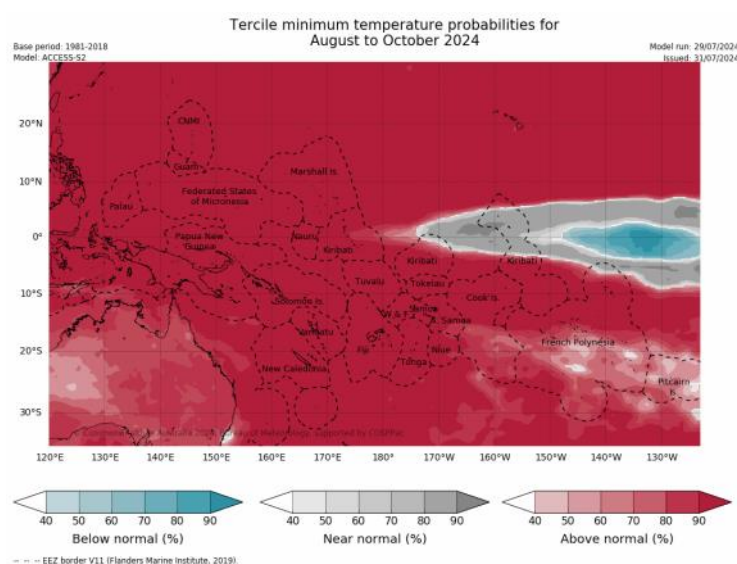 Tercile minimum temperature probabilities for
August to October 2024
Base period: 1981-2018
Model: ACCESS-S2
Model run: 29/07/2024
Issued: 31/07/2024
20°N
10°N
0°
10°S
20°S
30°S
CNMI
Guam
Marshall Is.
Palau
Federated States
of Micronesia
Papua New
Guinea
Nauru
Kiribati
Kiribati
Kiribati
Tuvalu
Tokelau
Solomon Is.
Cook Is.
W & F
Samoa
A. Samoa
Vanuatu
Fiji
Niue
French Polynesia
Tonga
New Caledonia
Pitcairn
Is.
120°E 130°E 140°E 150°E 160°E 170°E 180° 170°W 160°W 150°W 140°W 130°W
40 50 60 70 80 90
Below normal (%)
40 50 60 70 80 90
Near normal (%)
40 50 60 70 80 90
Above normal (%)
-- -- -- EEZ border V11 (Flanders Marine Institute, 2019).